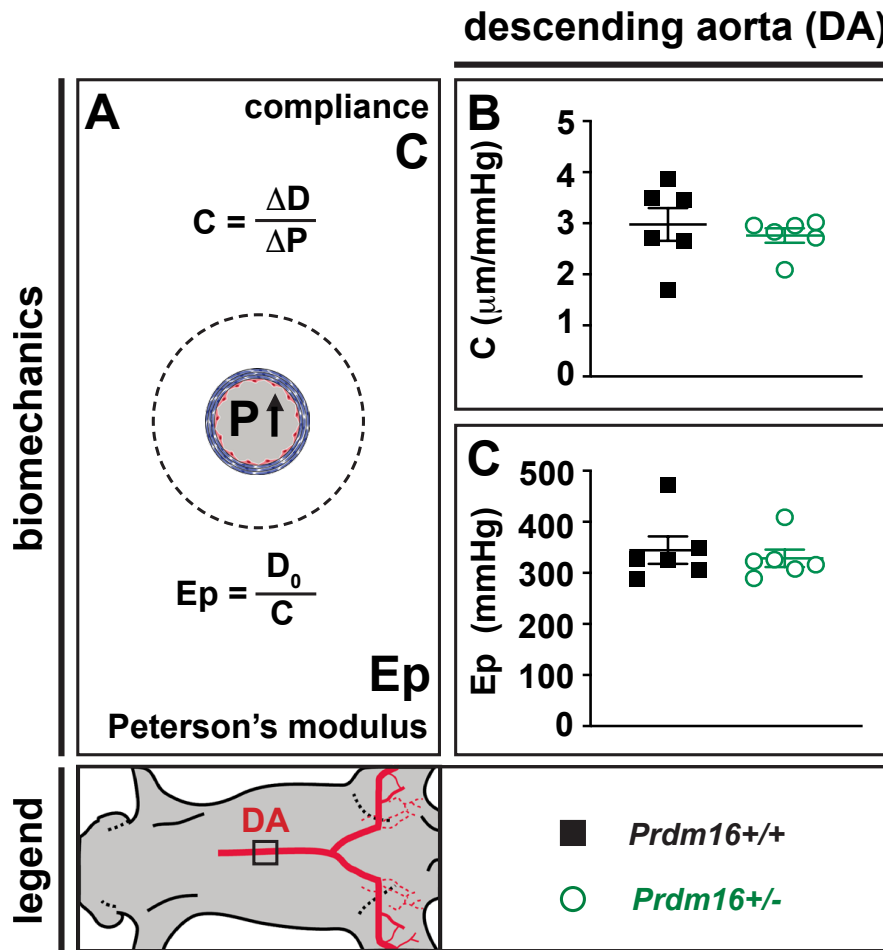 descending aorta (DA)
biomechanics
A
compliance
C
C = ΔD
ΔP
P
Ep = D0
C
Ep
Peterson's modulus
B
C (μm/mmHg)
5
4
3
2
1
0
C
Ep (mmHg)
500
400
300
200
100
0
legend
DA
Prdm16+/+
Prdm16+/-